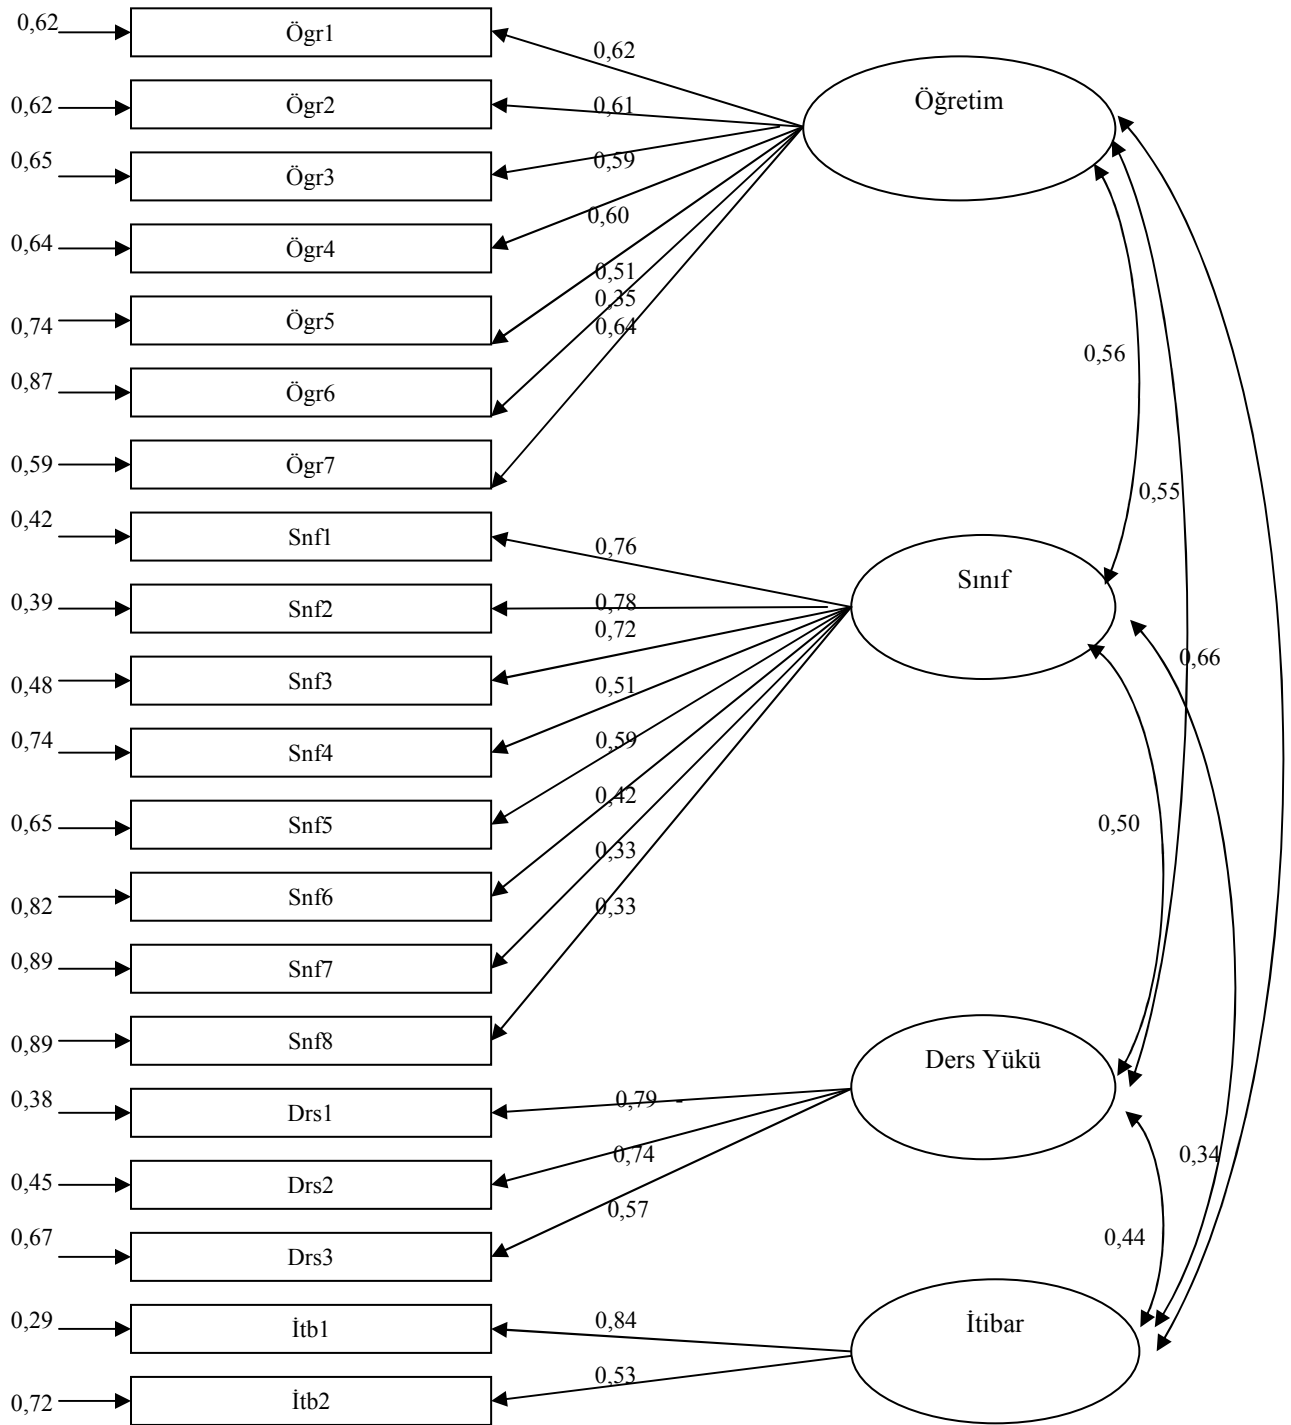 0,62
Ögr1
0,62
0,62
Ögr2
0,61
Öğretim
0,65
Ögr3
0,59
0,64
Ögr4
0,60
0,74
Ögr5
0,51
0,35
0,64
0,56
0,87
Ögr6
0,59
Ögr7
0,55
0,42
Snf1
0,76
Sınıf
0,39
Snf2
0,78
0,72
0,48
Snf3
0,51
0,66
0,74
Snf4
0,59
0,65
Snf5
0,42
0,50
0,82
Snf6
0,33
0,33
0,89
Snf7
0,89
Snf8
Ders Yükü
0,38
Drs1
0,79 -
0,45
Drs2
0,74
0,34
0,67
Drs3
0,57
0,44
0,29
İtb1
0,84
İtibar
0,72
İtb2
0,53